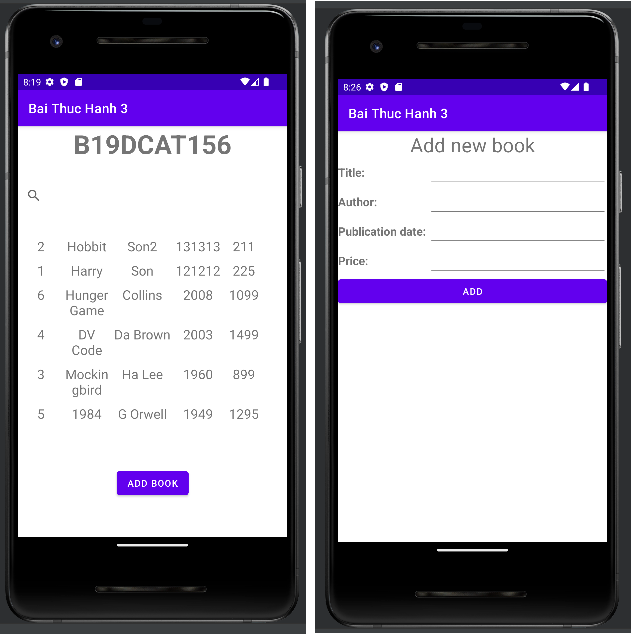 8:19
Bai Thuc Hanh 3
B19DCAT156
2 Hobbit Son2 131313 211
1 Harry Son 121212 225
6 Hunger Collins 2008 1099
Game
4 DV Da Brown 2003 1499
Code
3 Mockin Ha Lee 1960 899
gbird
5 1984 G Orwell 1949 1295
ADD BOOK
8:26
Bai Thuc Hanh 3
Add new book
Title:
Author:
Publication date:
Price:
ADD